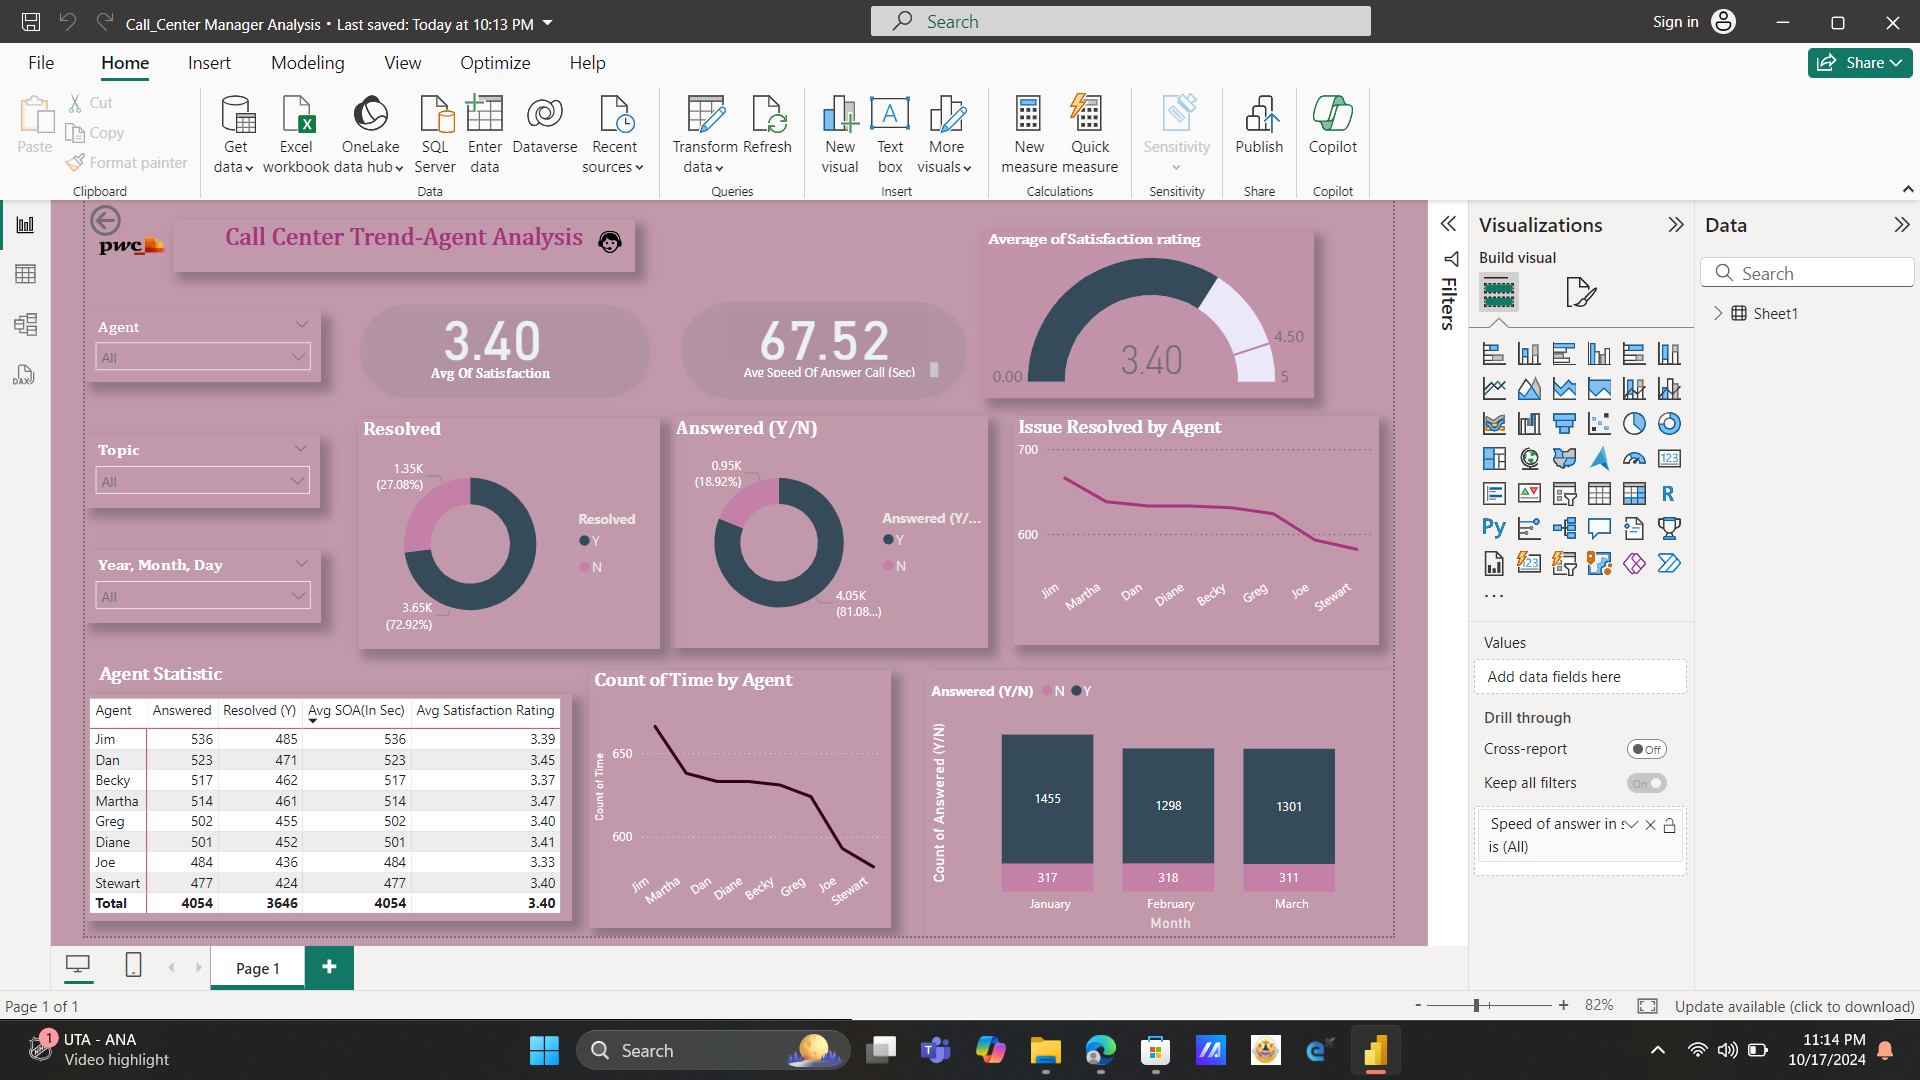 Call_Center Manager Analysis • Last saved: Today at 10:13 PM
Search
Sign in
File
Home
Insert
Modeling
View
Optimize
Help
Share
Paste
Cut
Copy
Format painter
Clipboard
Get data
Excel workbook
OneLake data hub
SQL Server
Enter data
Dataverse
Recent sources
Data
Transform data
Refresh
Queries
New visual
Text box
More visuals
Insert
New measure
Quick measure
Calculations
Sensitivity
Sensitivity
Publish
Share
Copilot
Copilot
pwc
Call Center Trend-Agent Analysis
Agent
All
Topic
All
Year, Month, Day
All
3.40
Avg Of Satisfaction
67.52
Avg Speed Of Answer Call (Sec)
Average of Satisfaction rating
0.00
3.40
4.50
5
Resolved
1.35K
(27.08%)
3.65K
(72.92%)
Resolved
Y
N
Answered (Y/N)
0.95K
(18.92%)
4.05K
(81.08...)
Answered (Y/...
Y
N
Issue Resolved by Agent
700
600
Jim
Martha
Dan
Diane
Becky
Greg
Joe
Stewart
Agent Statistic
Agent Answered Resolved (Y) Avg SOA(In Sec) Avg Satisfaction Rating
Jim 536 485 536 3.39
Dan 523 471 523 3.45
Becky 517 462 517 3.37
Martha 514 461 514 3.47
Greg 502 455 502 3.40
Diane 501 452 501 3.41
Joe 484 436 484 3.33
Stewart 477 424 477 3.40
Total 4054 3646 4054 3.40
Count of Time by Agent
Count of Time
650
600
Jim
Martha
Dan
Diane
Becky
Greg
Joe
Stewart
Answered (Y/N) N Y
Count of Answered (Y/N)
1455
1298
1301
317
318
311
January
February
March
Month
Filters
Visualizations
Build visual
123
R
Py
123
...
Values
Add data fields here
Drill through
Cross-report
Off
Keep all filters
On
Speed of answer in s
is (All)
Data
Search
Sheet1
DAX
Page 1
+
Page 1 of 1
-
+
82%
Update available (click to download)
1
UTA - ANA
Video highlight
Search
11:14 PM
10/17/2024